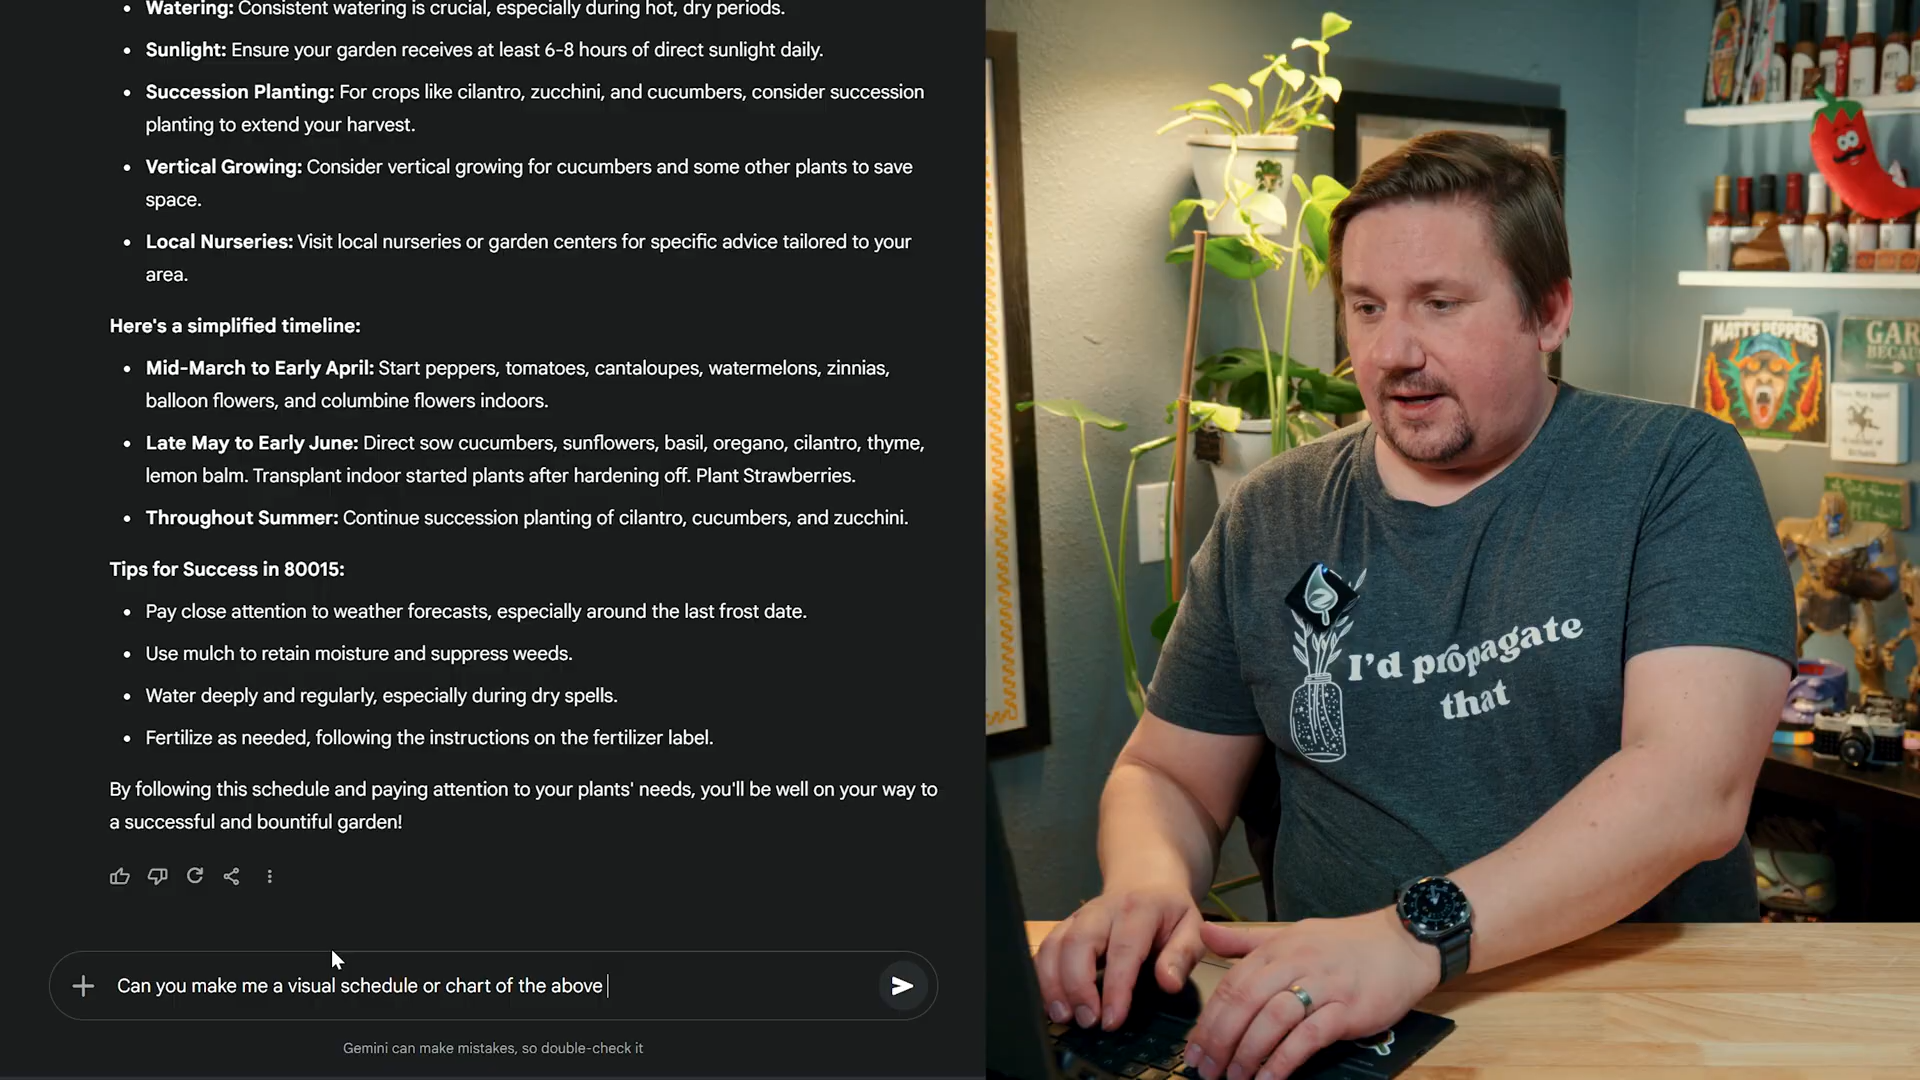 • Watering: Consistent watering is crucial, especially during hot, dry periods.
• Sunlight: Ensure your garden receives at least 6-8 hours of direct sunlight daily.
• Succession Planting: For crops like cilantro, zucchini, and cucumbers, consider succession
planting to extend your harvest.
• Vertical Growing: Consider vertical growing for cucumbers and some other plants to save
space.
• Local Nurseries: Visit local nurseries or garden centers for specific advice tailored to your
area.
Here's a simplified timeline:
• Mid-March to Early April: Start peppers, tomatoes, cantaloupes, watermelons, zinnias,
balloon flowers, and columbine flowers indoors.
• Late May to Early June: Direct sow cucumbers, sunflowers, basil, oregano, cilantro, thyme,
lemon balm. Transplant indoor started plants after hardening off. Plant Strawberries.
• Throughout Summer: Continue succession planting of cilantro, cucumbers, and zucchini.
Tips for Success in 80015:
• Pay close attention to weather forecasts, especially around the last frost date.
• Use mulch to retain moisture and suppress weeds.
• Water deeply and regularly, especially during dry spells.
• Fertilize as needed, following the instructions on the fertilizer label.
By following this schedule and paying attention to your plants' needs, you'll be well on your way to
a successful and bountiful garden!
Can you make me a visual schedule or chart of the above
Gemini can make mistakes, so double-check it
MATT'S PEPPERS
GAR
BECAU
I'd propagate
that